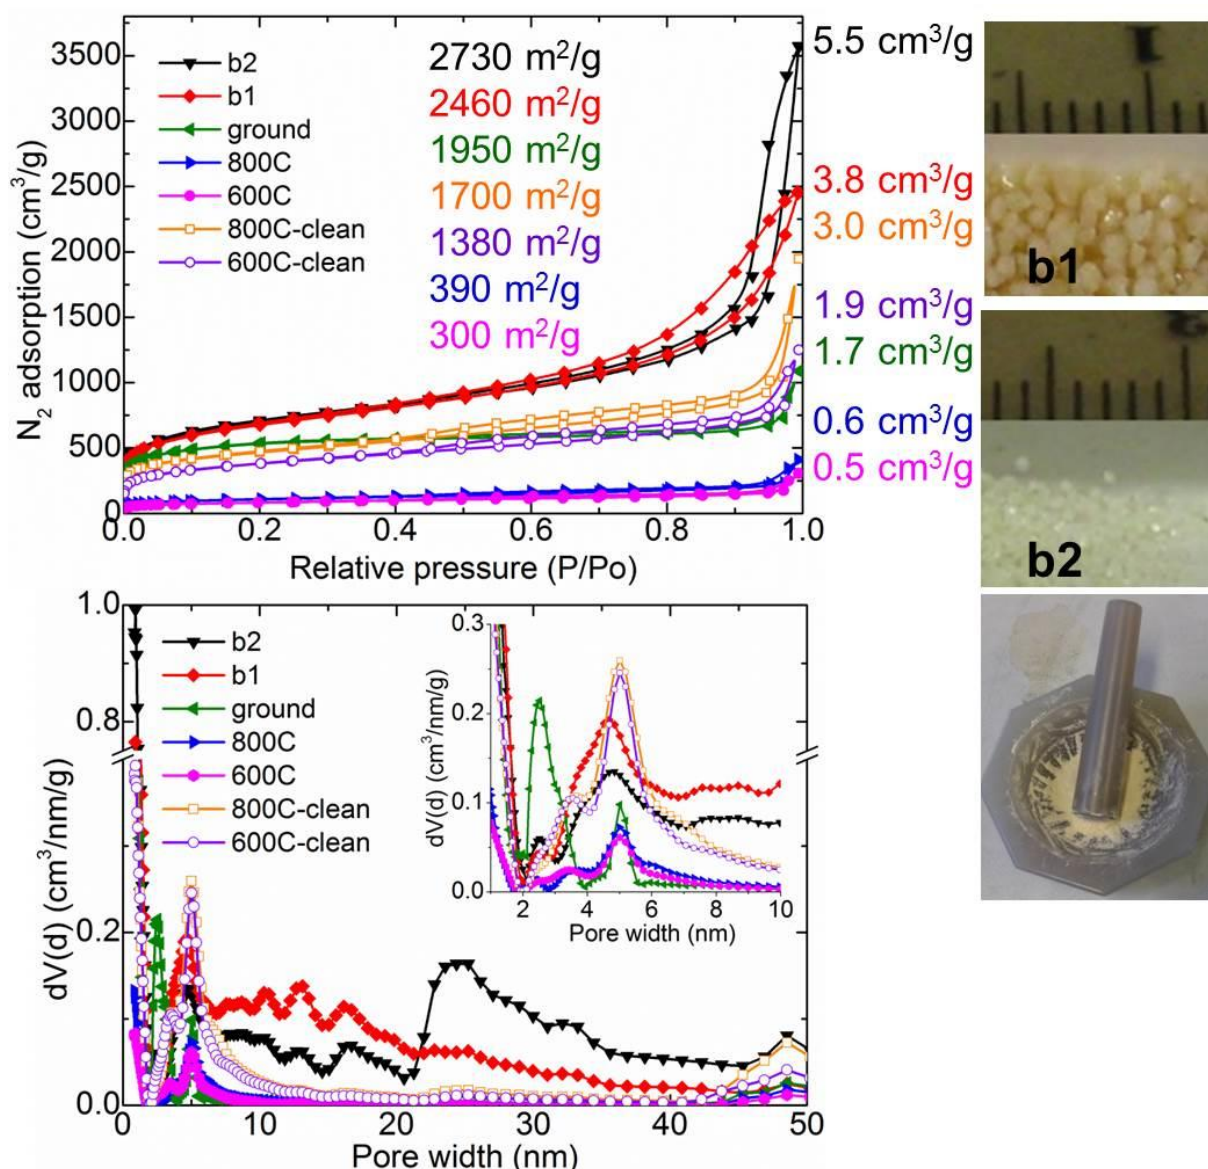 3500
3000
2500
2000
1500
1000
500
0
N₂ adsorption (cm³/g)
b2
b1
ground
800C
600C
800C-clean
600C-clean
2730 m²/g
2460 m²/g
1950 m²/g
1700 m²/g
1380 m²/g
390 m²/g
300 m²/g
5.5 cm³/g
3.8 cm³/g
3.0 cm³/g
1.9 cm³/g
1.7 cm³/g
0.6 cm³/g
0.5 cm³/g
0.0 0.2 0.4 0.6 0.8 1.0
Relative pressure (P/Po)
b1
b2
1.0
0.8
0.2
0.0
dV(d) (cm³/nm/g)
b2
b1
ground
800C
600C
800C-clean
600C-clean
0.3
0.2
0.1
0.0
dV(d) (cm³/nm/g)
2 4 6 8 10
Pore width (nm)
0 10 20 30 40 50
Pore width (nm)